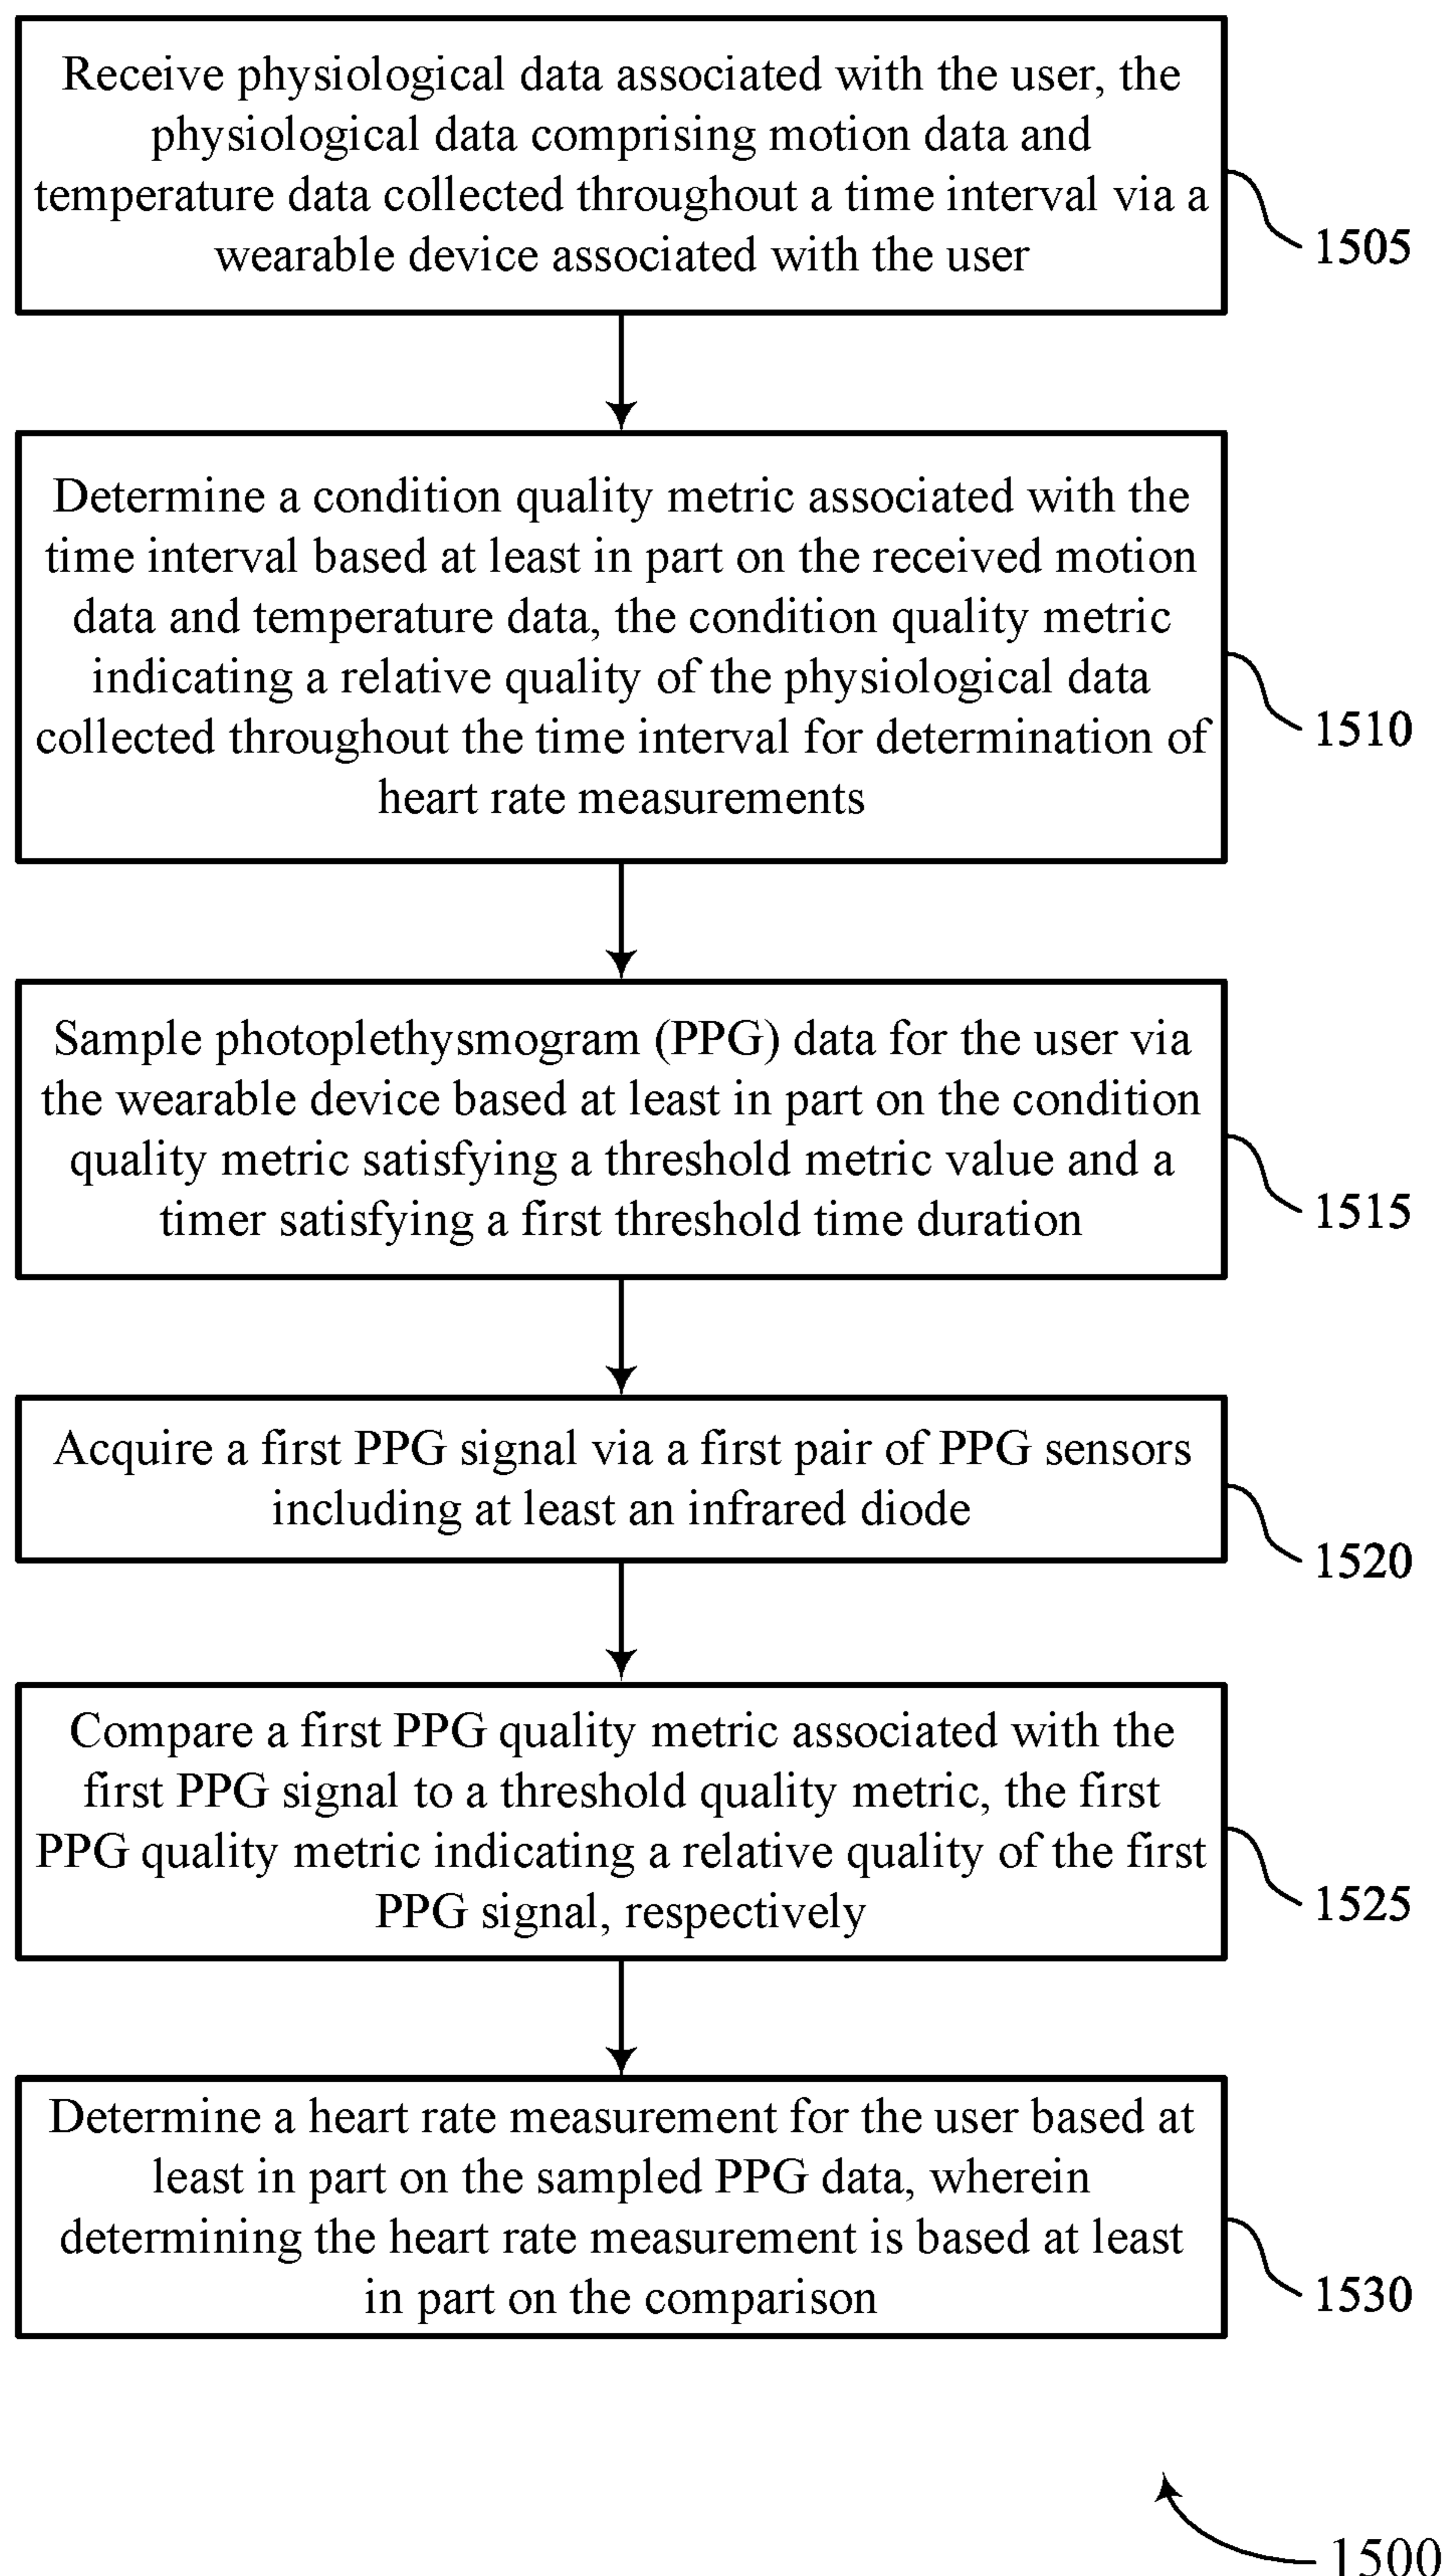 Receive physiological data associated with the user, the
physiological data comprising motion data and
temperature data collected throughout a time interval via a
wearable device associated with the user
1505
Determine a condition quality metric associated with the
time interval based at least in part on the received motion
data and temperature data, the condition quality metric
indicating a relative quality of the physiological data
collected throughout the time interval for determination of
heart rate measurements
1510
Sample photoplethysmogram (PPG) data for the user via
the wearable device based at least in part on the condition
quality metric satisfying a threshold metric value and a
timer satisfying a first threshold time duration
1515
Acquire a first PPG signal via a first pair of PPG sensors
including at least an infrared diode
1520
Compare a first PPG quality metric associated with the
first PPG signal to a threshold quality metric, the first
PPG quality metric indicating a relative quality of the first
PPG signal, respectively
1525
Determine a heart rate measurement for the user based at
least in part on the sampled PPG data, wherein
determining the heart rate measurement is based at least
in part on the comparison
1530
1500